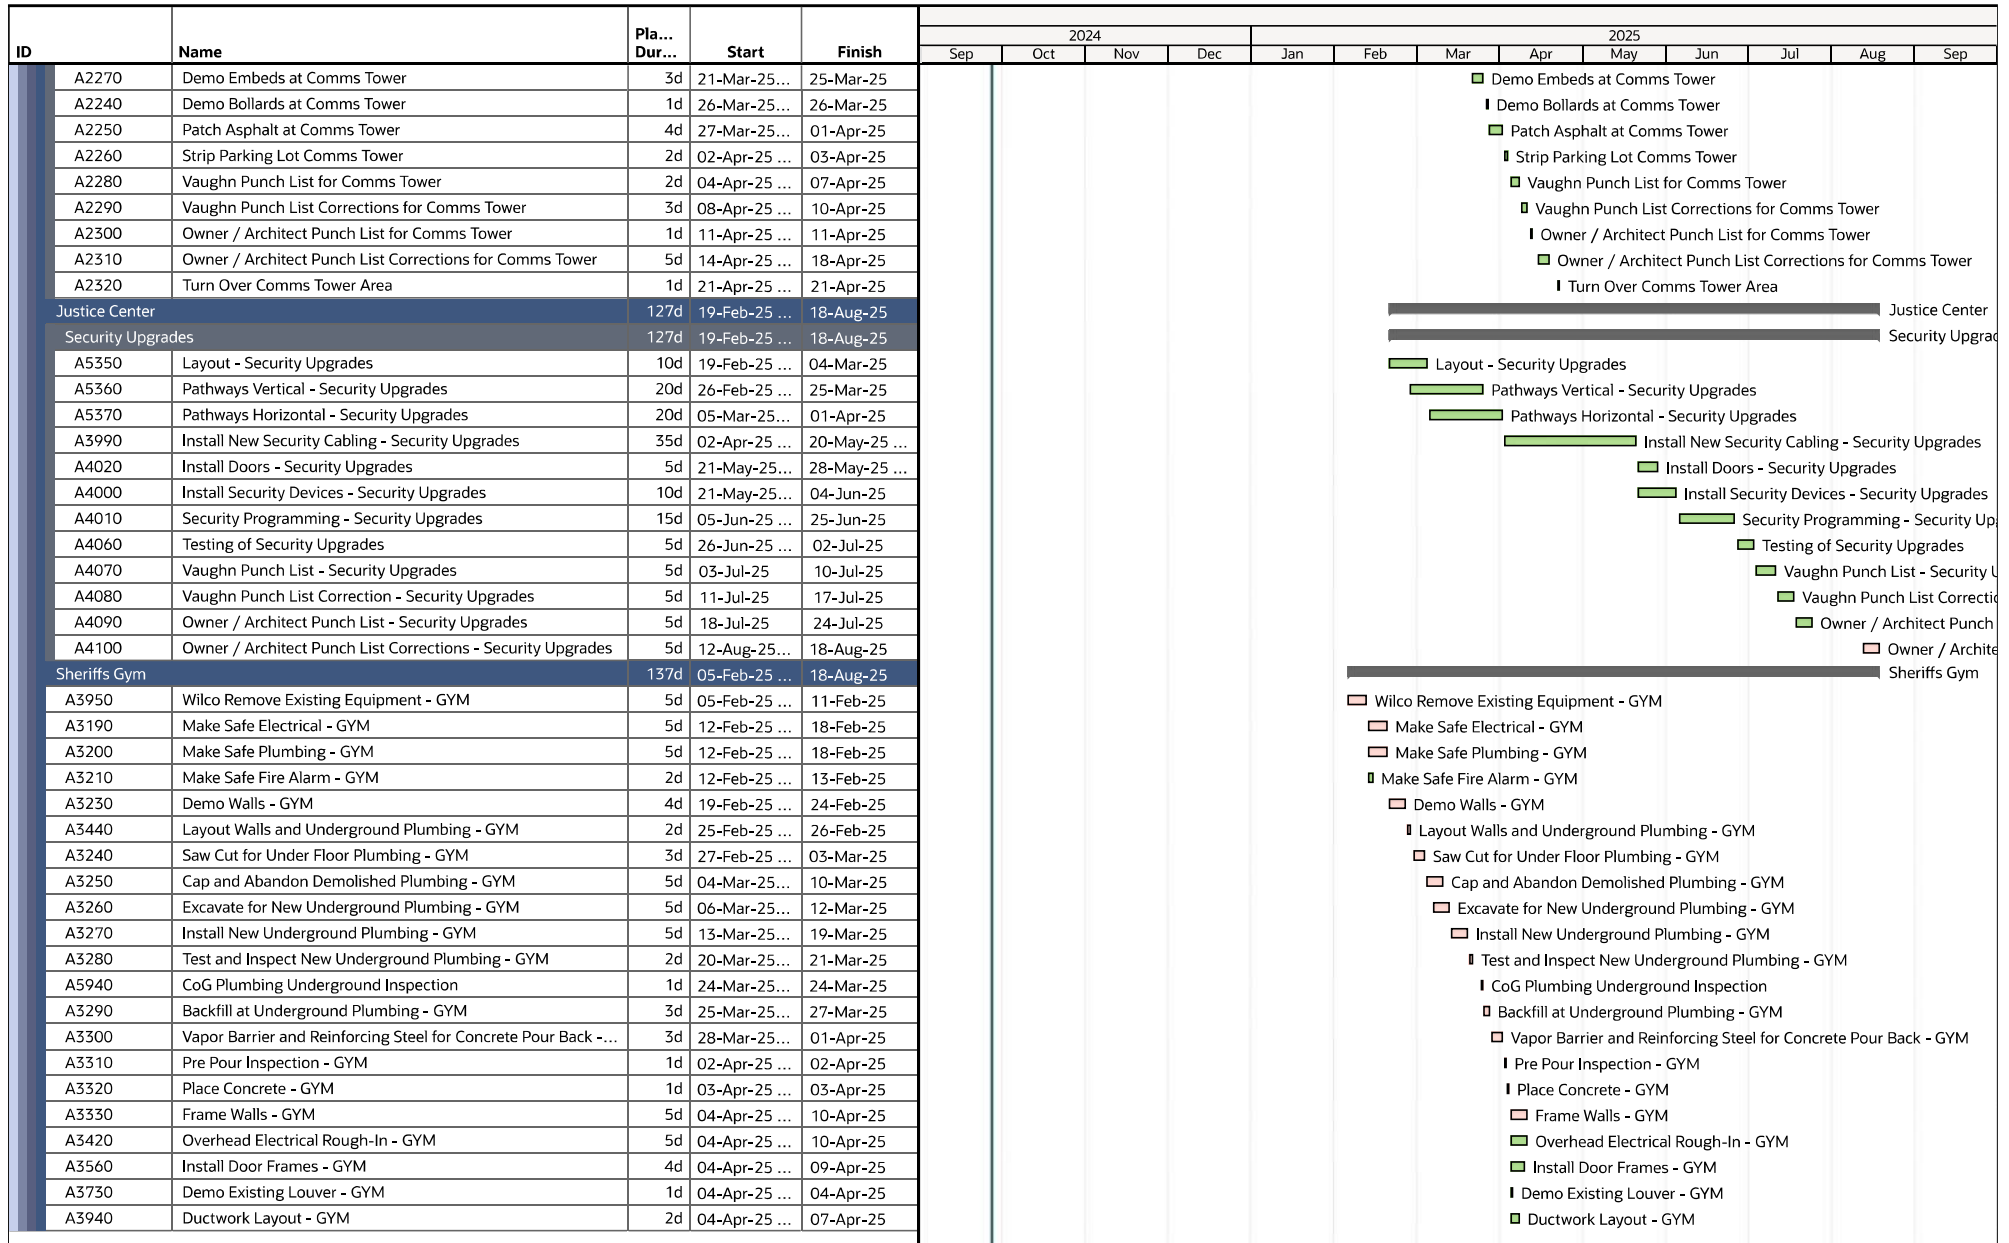 Pla...
2024 2025
ID Name Dur... Start Finish Sep Oct Nov Dec Jan Feb Mar Apr May Jun Jul Aug Sep
A2270 Demo Embeds at Comms Tower 3d 21-Mar-25... 25-Mar-25 Demo Embeds at Comms Tower
A2240 Demo Bollards at Comms Tower 1d 26-Mar-25... 26-Mar-25 Demo Bollards at Comms Tower
A2250 Patch Asphalt at Comms Tower 4d 27-Mar-25... 01-Apr-25 Patch Asphalt at Comms Tower
A2260 Strip Parking Lot Comms Tower 2d 02-Apr-25 ... 03-Apr-25 Strip Parking Lot Comms Tower
A2280 Vaughn Punch List for Comms Tower 2d 04-Apr-25 ... 07-Apr-25 Vaughn Punch List for Comms Tower
A2290 Vaughn Punch List Corrections for Comms Tower 3d 08-Apr-25 ... 10-Apr-25 Vaughn Punch List Corrections for Comms Tower
A2300 Owner / Architect Punch List for Comms Tower 1d 11-Apr-25 ... 11-Apr-25 Owner / Architect Punch List for Comms Tower
A2310 Owner / Architect Punch List Corrections for Comms Tower 5d 14-Apr-25 ... 18-Apr-25 Owner / Architect Punch List Corrections for Comms Tower
A2320 Turn Over Comms Tower Area 1d 21-Apr-25 ... 21-Apr-25 Turn Over Comms Tower Area
Justice Center 127d 19-Feb-25 ... 18-Aug-25 Justice Center
Security Upgrades 127d 19-Feb-25 ... 18-Aug-25 Security Upgrad
A5350 Layout - Security Upgrades 10d 19-Feb-25 ... 04-Mar-25 Layout - Security Upgrades
A5360 Pathways Vertical - Security Upgrades 20d 26-Feb-25 ... 25-Mar-25 Pathways Vertical - Security Upgrades
A5370 Pathways Horizontal - Security Upgrades 20d 05-Mar-25... 01-Apr-25 Pathways Horizontal - Security Upgrades
A3990 Install New Security Cabling - Security Upgrades 35d 02-Apr-25 ... 20-May-25 ... Install New Security Cabling - Security Upgrades
A4020 Install Doors - Security Upgrades 5d 21-May-25... 28-May-25 ... Install Doors - Security Upgrades
A4000 Install Security Devices - Security Upgrades 10d 21-May-25... 04-Jun-25 Install Security Devices - Security Upgrades
A4010 Security Programming - Security Upgrades 15d 05-Jun-25 ... 25-Jun-25 Security Programming - Security Up
A4060 Testing of Security Upgrades 5d 26-Jun-25 ... 02-Jul-25 Testing of Security Upgrades
A4070 Vaughn Punch List - Security Upgrades 5d 03-Jul-25 10-Jul-25 Vaughn Punch List - Security U
A4080 Vaughn Punch List Correction - Security Upgrades 5d 11-Jul-25 17-Jul-25 Vaughn Punch List Correctio
A4090 Owner / Architect Punch List - Security Upgrades 5d 18-Jul-25 24-Jul-25 Owner / Architect Punch
A4100 Owner / Architect Punch List Corrections - Security Upgrades 5d 12-Aug-25... 18-Aug-25 Owner / Archite
Sheriffs Gym 137d 05-Feb-25 ... 18-Aug-25 Sheriffs Gym
A3950 Wilco Remove Existing Equipment - GYM 5d 05-Feb-25 ... 11-Feb-25 Wilco Remove Existing Equipment - GYM
A3190 Make Safe Electrical - GYM 5d 12-Feb-25 ... 18-Feb-25 Make Safe Electrical - GYM
A3200 Make Safe Plumbing - GYM 5d 12-Feb-25 ... 18-Feb-25 Make Safe Plumbing - GYM
A3210 Make Safe Fire Alarm - GYM 2d 12-Feb-25 ... 13-Feb-25 Make Safe Fire Alarm - GYM
A3230 Demo Walls - GYM 4d 19-Feb-25 ... 24-Feb-25 Demo Walls - GYM
A3440 Layout Walls and Underground Plumbing - GYM 2d 25-Feb-25 ... 26-Feb-25 Layout Walls and Underground Plumbing - GYM
A3240 Saw Cut for Under Floor Plumbing - GYM 3d 27-Feb-25 ... 03-Mar-25 Saw Cut for Under Floor Plumbing - GYM
A3250 Cap and Abandon Demolished Plumbing - GYM 5d 04-Mar-25... 10-Mar-25 Cap and Abandon Demolished Plumbing - GYM
A3260 Excavate for New Underground Plumbing - GYM 5d 06-Mar-25... 12-Mar-25 Excavate for New Underground Plumbing - GYM
A3270 Install New Underground Plumbing - GYM 5d 13-Mar-25... 19-Mar-25 Install New Underground Plumbing - GYM
A3280 Test and Inspect New Underground Plumbing - GYM 2d 20-Mar-25... 21-Mar-25 Test and Inspect New Underground Plumbing - GYM
A5940 CoG Plumbing Underground Inspection 1d 24-Mar-25... 24-Mar-25 CoG Plumbing Underground Inspection
A3290 Backfill at Underground Plumbing - GYM 3d 25-Mar-25... 27-Mar-25 Backfill at Underground Plumbing - GYM
A3300 Vapor Barrier and Reinforcing Steel for Concrete Pour Back -... 3d 28-Mar-25... 01-Apr-25 Vapor Barrier and Reinforcing Steel for Concrete Pour Back - GYM
A3310 Pre Pour Inspection - GYM 1d 02-Apr-25 ... 02-Apr-25 Pre Pour Inspection - GYM
A3320 Place Concrete - GYM 1d 03-Apr-25 ... 03-Apr-25 Place Concrete - GYM
A3330 Frame Walls - GYM 5d 04-Apr-25 ... 10-Apr-25 Frame Walls - GYM
A3420 Overhead Electrical Rough-In - GYM 5d 04-Apr-25 ... 10-Apr-25 Overhead Electrical Rough-In - GYM
A3560 Install Door Frames - GYM 4d 04-Apr-25 ... 09-Apr-25 Install Door Frames - GYM
A3730 Demo Existing Louver - GYM 1d 04-Apr-25 ... 04-Apr-25 Demo Existing Louver - GYM
A3940 Ductwork Layout - GYM 2d 04-Apr-25 ... 07-Apr-25 Ductwork Layout - GYM